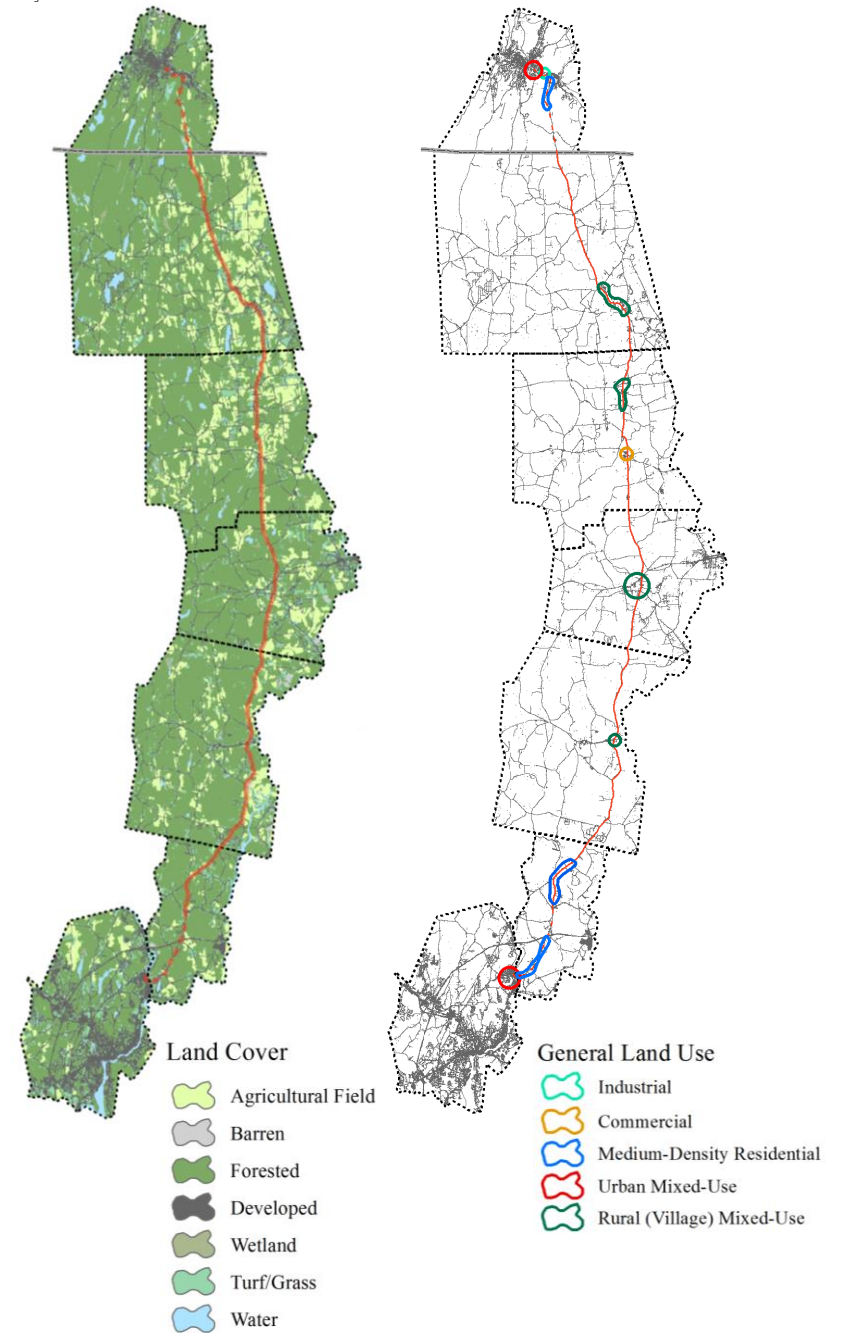 Land Cover
Agricultural Field
Barren
Forested
Developed
Wetland
Turf/Grass
Water
General Land Use
Industrial
Commercial
Medium-Density Residential
Urban Mixed-Use
Rural (Village) Mixed-Use